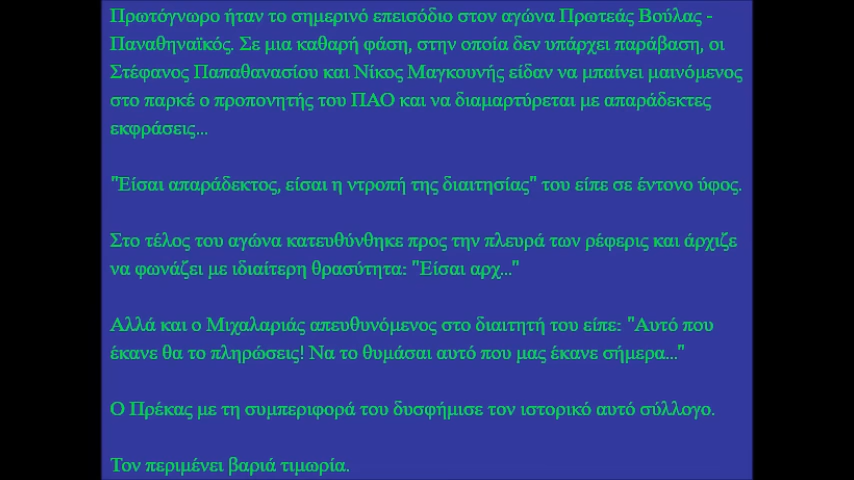 Πρωτόγνωρο ήταν το σημερινό επεισόδιο στον αγώνα Πρωτεάς Βούλας -
Παναθηναϊκός. Σε μια καθαρή φάση, στην οποία δεν υπάρχει παράβαση, οι
Στέφανος Παπαθανασίου και Νίκος Μαγκουνής είδαν να μπαίνει μαινόμενος
στο παρκέ ο προπονητής του ΠΑΟ και να διαμαρτύρεται με απαράδεκτες
εκφράσεις...
"Είσαι απαράδεκτος, είσαι η ντροπή της διαιτησίας" του είπε σε έντονο ύφος.
Στο τέλος του αγώνα κατευθύνθηκε προς την πλευρά των ρέφερις και άρχιζε
να φωνάζει με ιδιαίτερη θρασύτητα: "Είσαι αρχ..."
Αλλά και ο Μιχαλαριάς απευθυνόμενος στο διαιτητή του είπε: "Αυτό που
έκανε θα το πληρώσεις! Να το θυμάσαι αυτό που μας έκανε σήμερα..."
Ο Πρέκας με τη συμπεριφορά του δυσφήμισε τον ιστορικό αυτό σύλλογο.
Τον περιμένει βαριά τιμωρία.